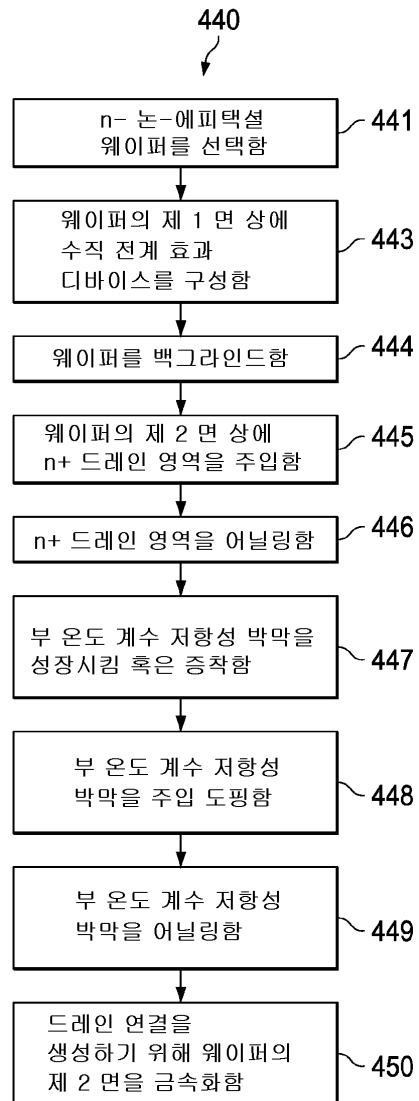 440
n- 논-에피택셜
웨이퍼를 선택함
441
웨이퍼의 제 1 면 상에
수직 전계 효과
디바이스를 구성함
443
웨이퍼를 백그라인드함
444
웨이퍼의 제 2 면 상에
n+ 드레인 영역을 주입함
445
n+ 드레인 영역을 어닐링함
446
부 온도 계수 저항성 박막을
성장시킴 혹은 증착함
447
부 온도 계수 저항성
박막을 주입 도핑함
448
부 온도 계수 저항성
박막을 어닐링함
449
드레인 연결을
생성하기 위해 웨이퍼의
제 2 면을 금속화함
450